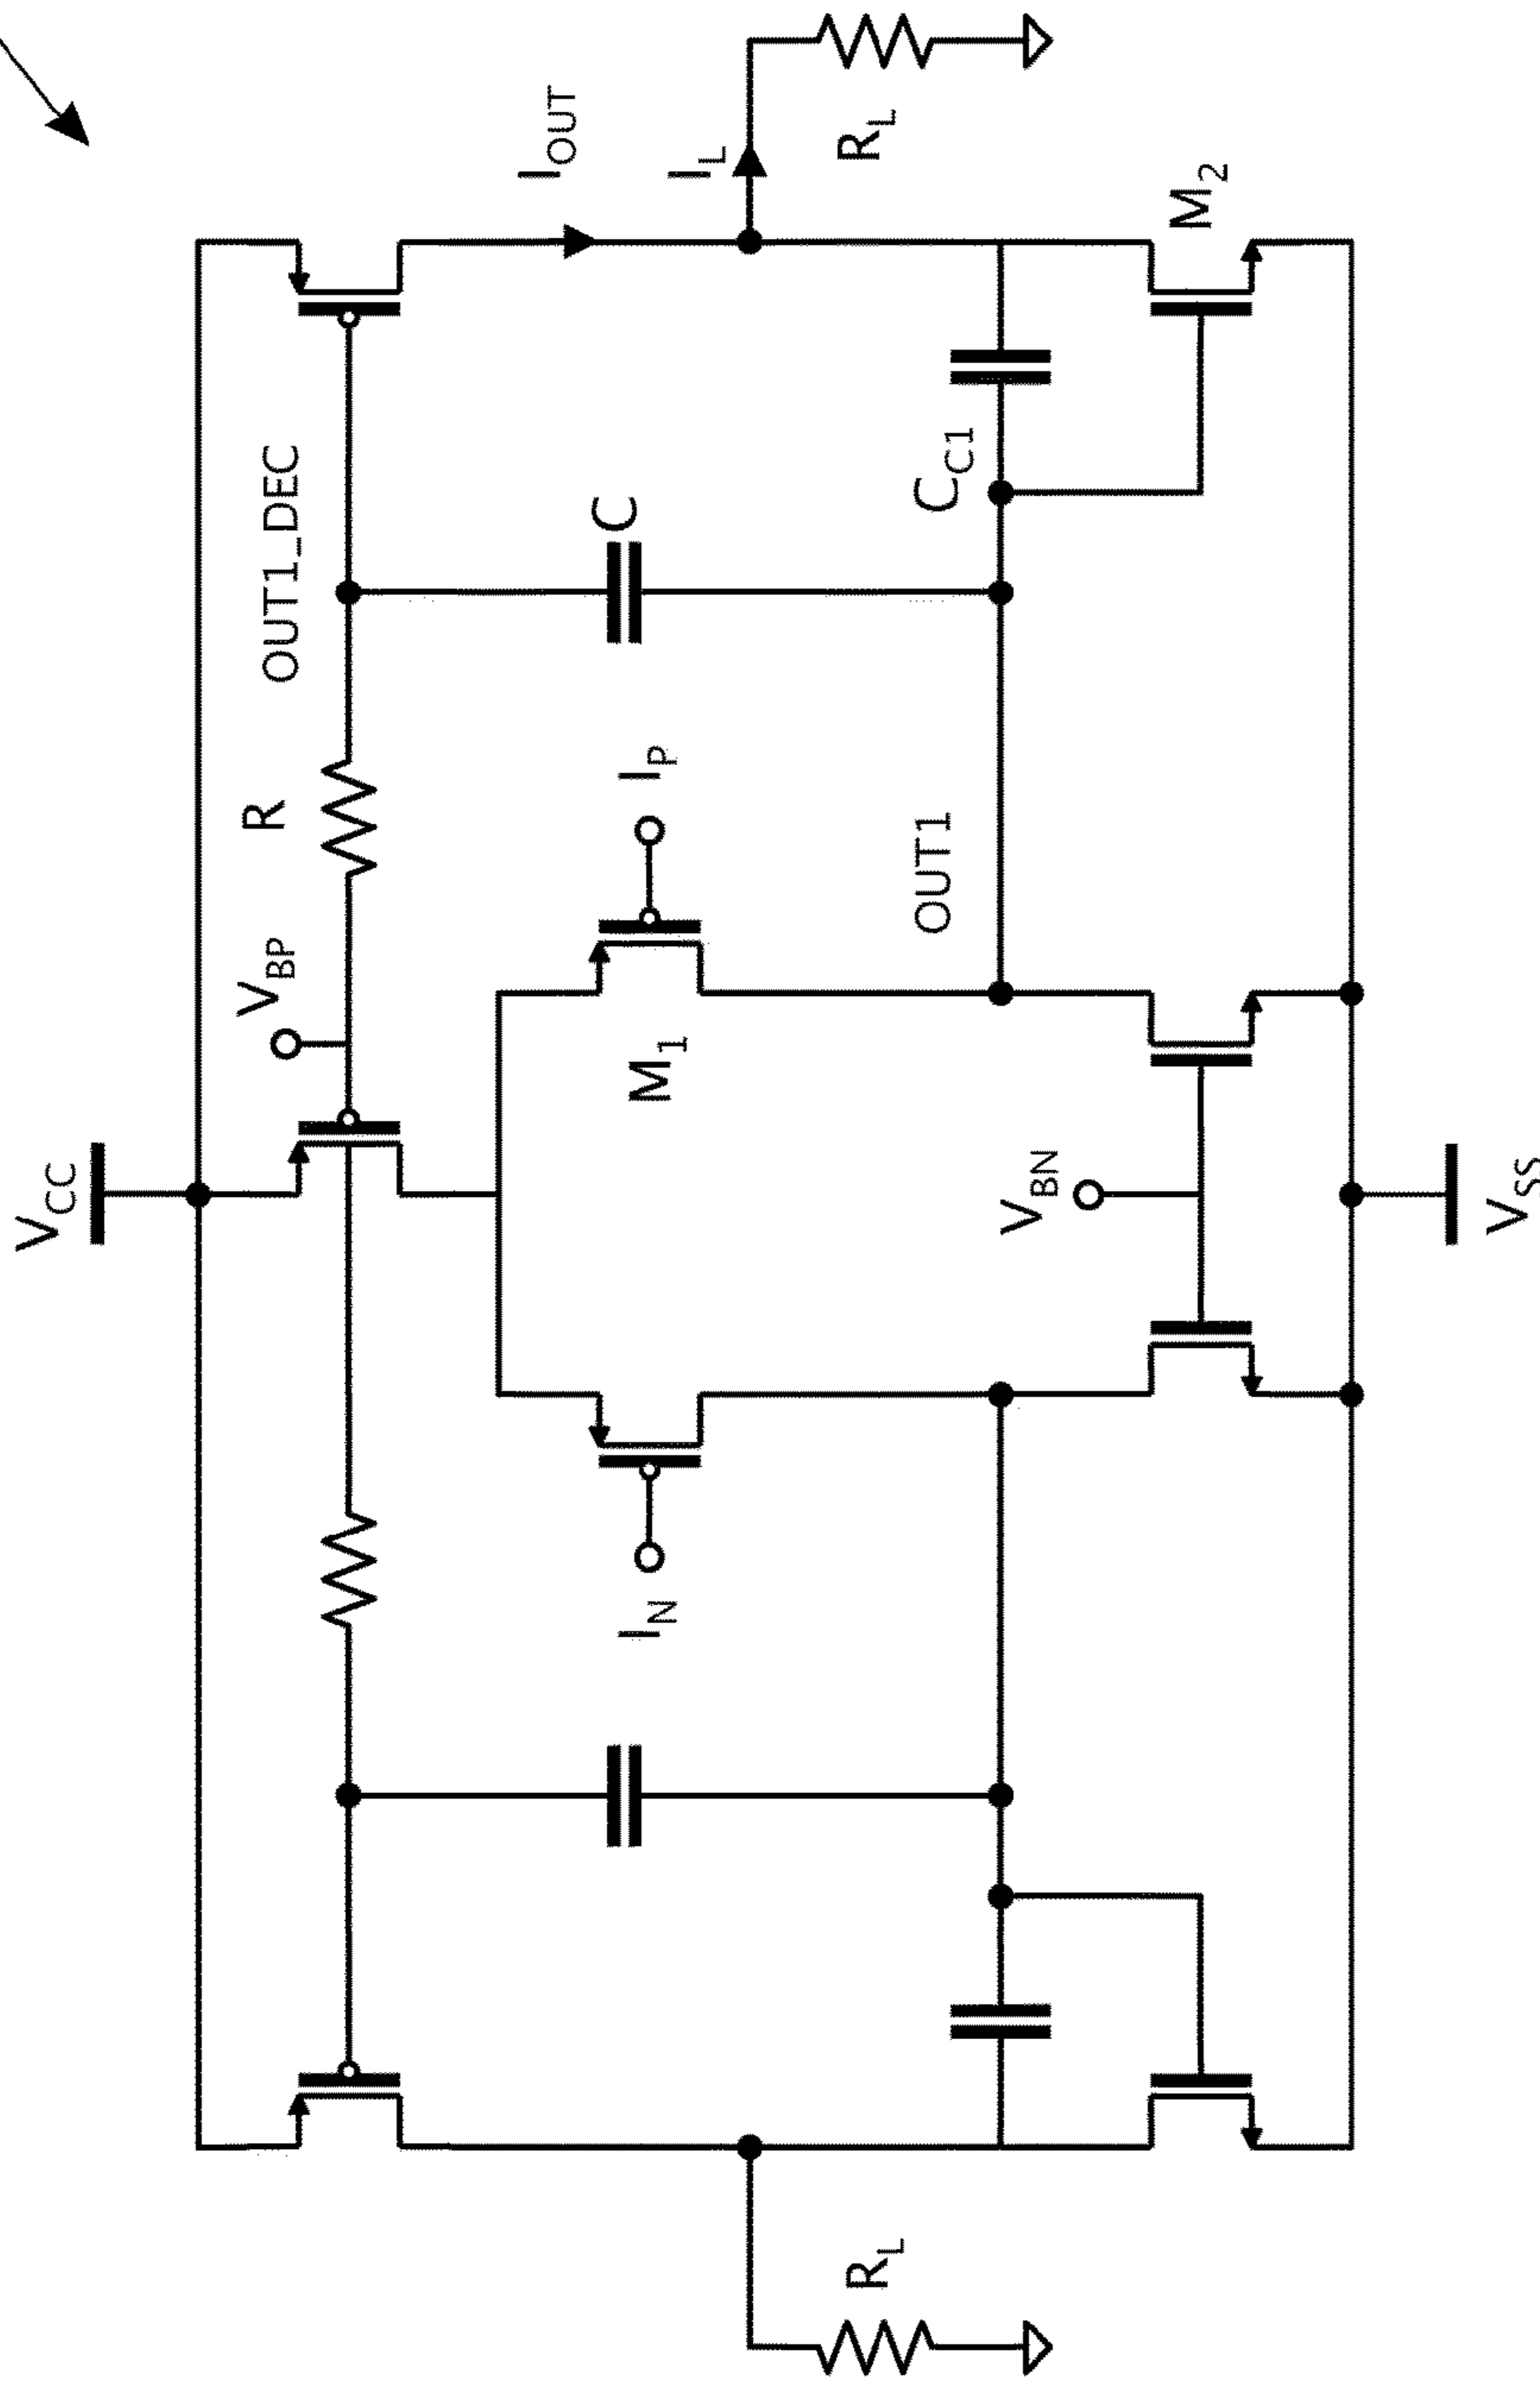 V_CC
V_BP
R
OUT1_DEC
I_OUT
C
I_N
M_1
I_P
I_L
R_L
R_L
OUT1
C_C1
V_BN
M_2
V_SS